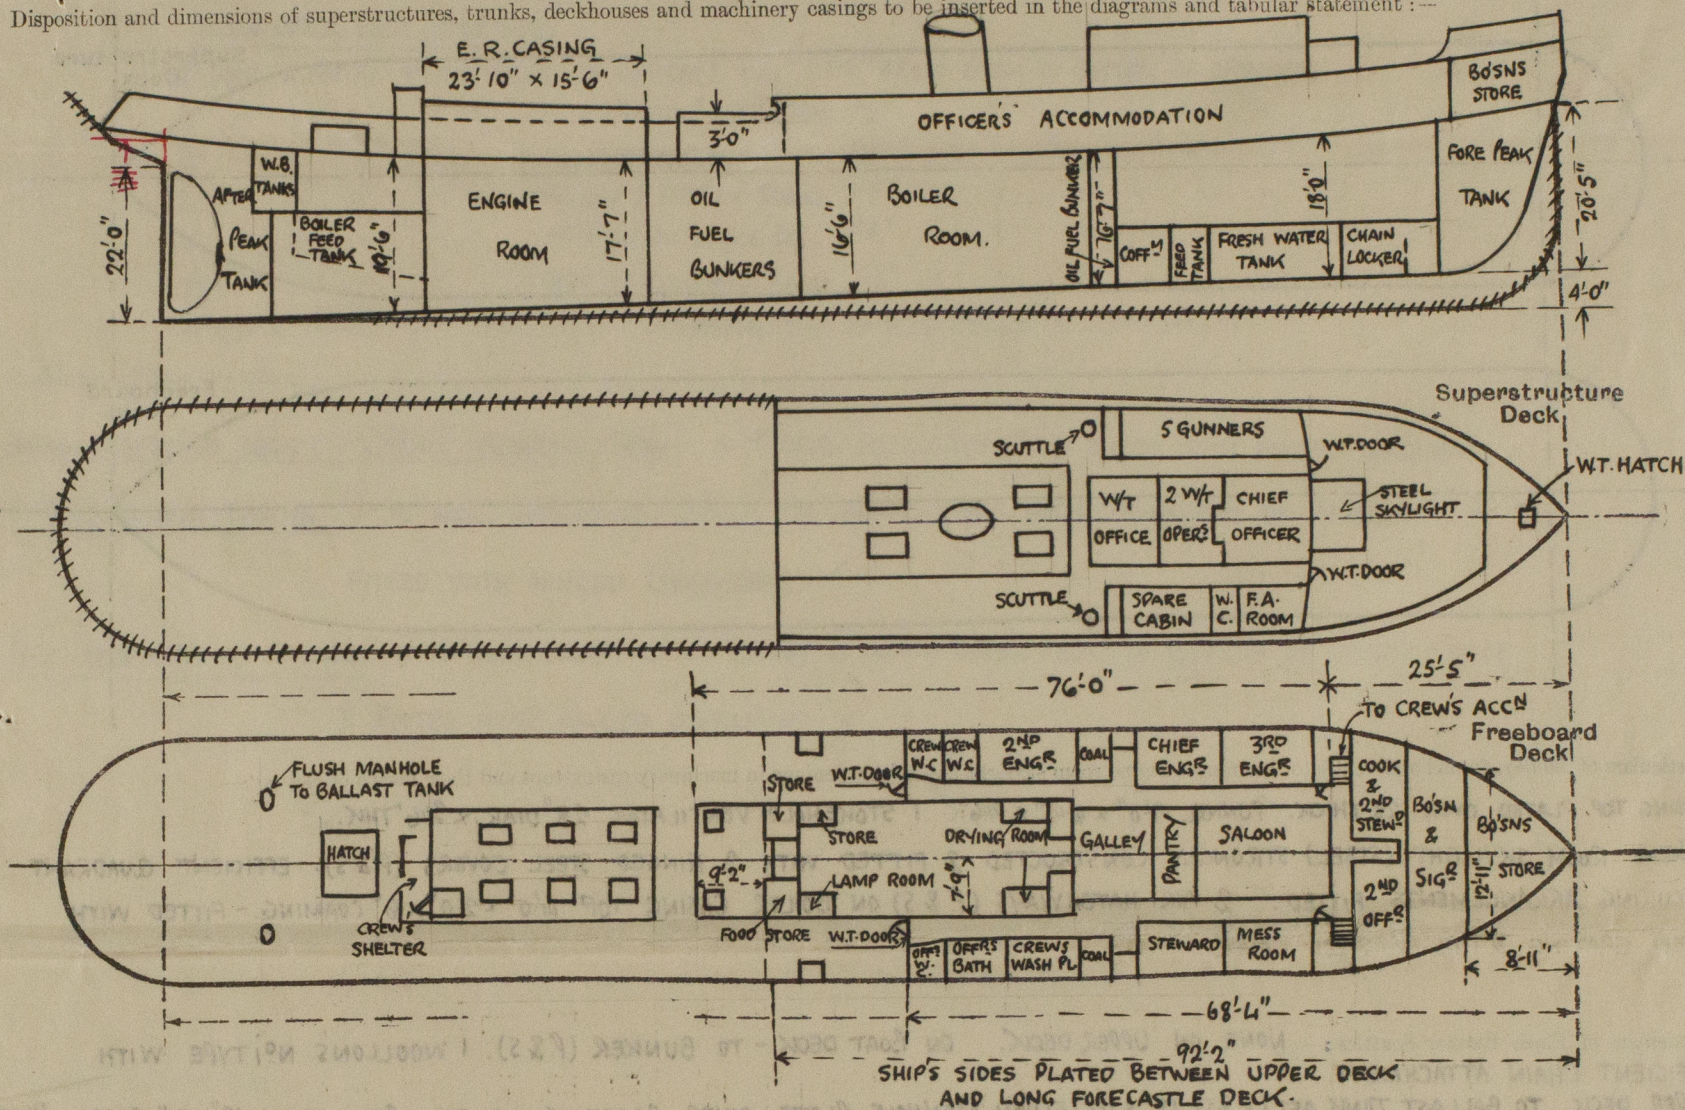 Disposition and dimensions of superstructures, trunks, deckhouses and machinery casings to be inserted in the diagrams and tabular statement :—
E.R. CASING
23'-10" × 15'-6"
3'-0"
OFFICER'S ACCOMMODATION
BO'SNS
STORE
FORE PEAK
TANK
20'-5"
4'-0"
22'-0"
AFTER
PEAK
TANK
W.B.
TANKS
BOILER
FEED
TANK
ENGINE
ROOM
17'-7"
OIL
FUEL
BUNKERS
16'-6"
BOILER
ROOM.
OIL FUEL BUNKER
16'-7"
COFFM
FEED
TANK
FRESH WATER
TANK
18'-0"
CHAIN
LOCKER
Superstructure
Deck
W.T. HATCH
SCUTTLE
5 GUNNERS
W.T. DOOR
W/T
OFFICE
2 W/T
OPERS
CHIEF
OFFICER
STEEL
SKYLIGHT
SCUTTLE
SPARE
CABIN
W.
C.
F.A.
ROOM
W.T. DOOR
76'-0"
25'-5"
TO CREW'S ACCN
Freeboard
Deck
FLUSH MANHOLE
TO BALLAST TANK
HATCH
CREW'S
SHELTER
STORE
W.T. DOOR
CREW
W.C
CREW
W.C
2ND
ENGR
COAL
CHIEF
ENGR
3RD
ENGR
COOK
&
2ND
STEWD
STORE
DRYING ROOM
GALLEY
PANTRY
SALOON
BO'SN
&
SIGR
BO'SNS
STORE
12'-11"
9'-2"
LAMP ROOM
7'-9"
2ND
OFFR
FOOD STORE
W.T. DOOR
OFFRS
W.
C.
OFFRS
BATH
CREWS
WASH PL.
COAL
STEWARD
MESS
ROOM
8'-11"
68'-4"
92'-2"
SHIP'S SIDES PLATED BETWEEN UPPER DECK
AND LONG FORECASTLE DECK.